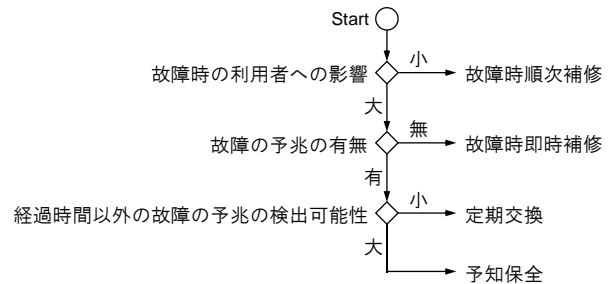 Start
故障時の利用者への影響
小
故障時順次補修
大
故障の予兆の有無
無
故障時即時補修
有
経過時間以外の故障の予兆の検出可能性
小
定期交換
大
予知保全